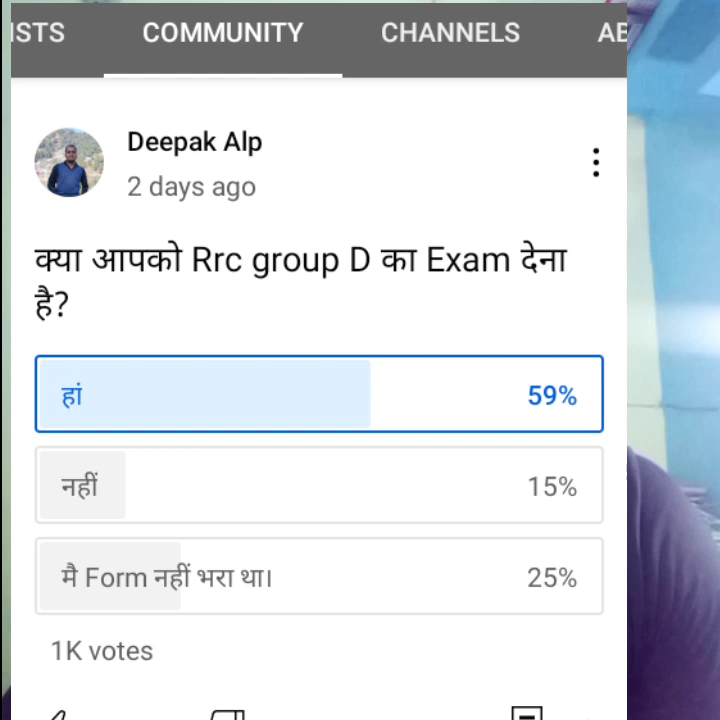 COMMUNITY CHANNELS
Deepak Alp
2 days ago
क्या आपको Rrc group D का Exam देना
है?
हां 59%
नहीं 15%
मै Form नहीं भरा था। 25%
1K votes